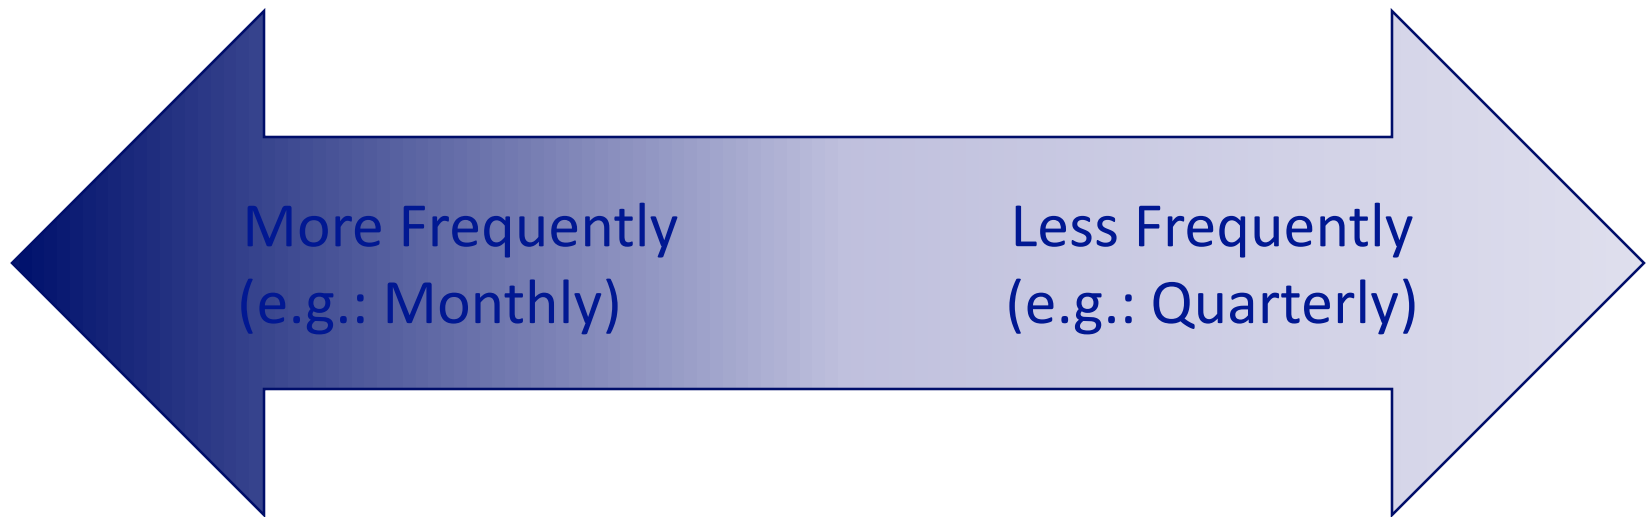 More Frequently
(e.g.: Monthly)
Less Frequently
(e.g.: Quarterly)